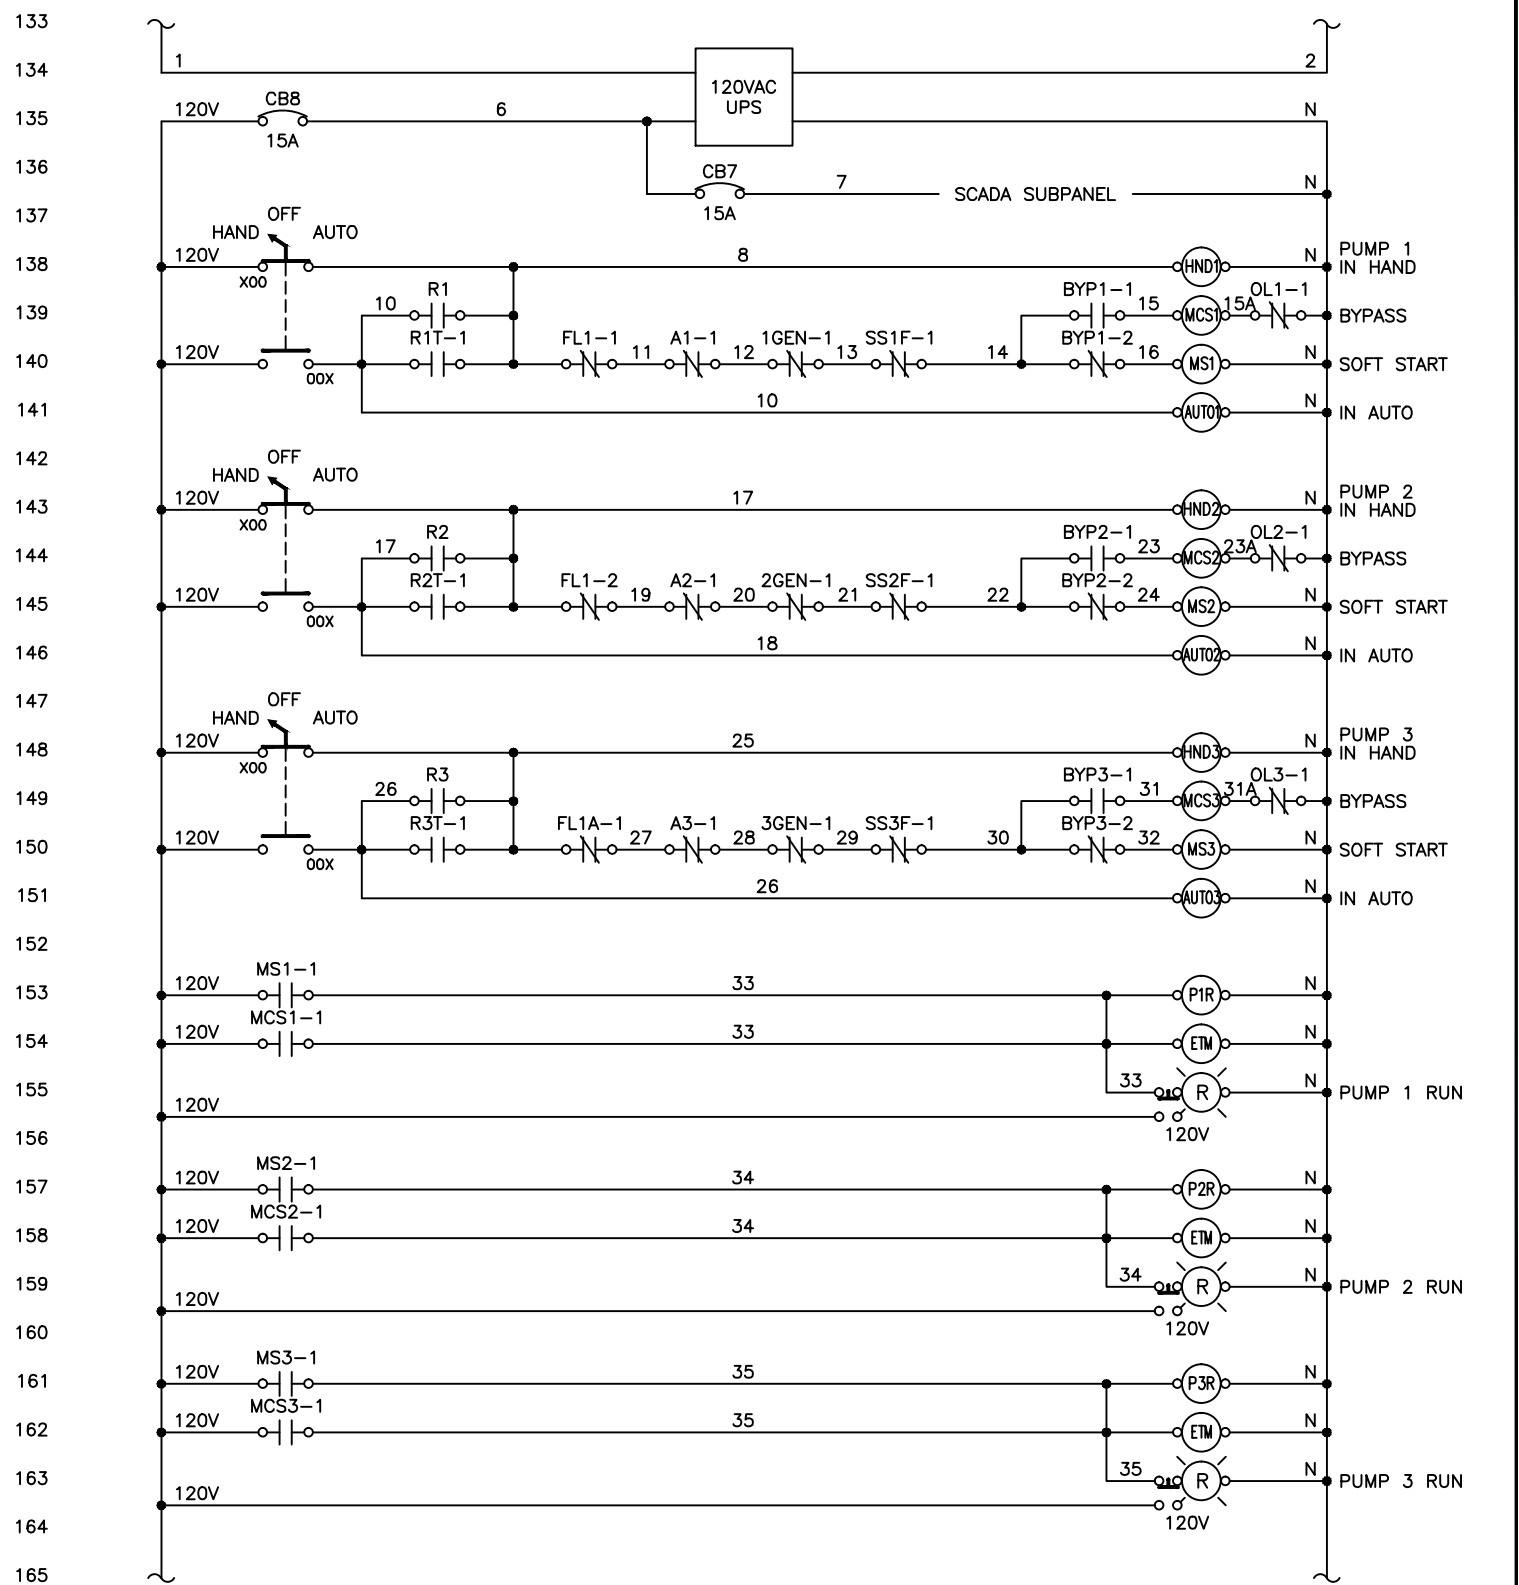 133
134 1 2
120VAC
UPS
135 120V CB8 6 N
15A
136 CB7 7 SCADA SUBPANEL N
15A
137 OFF
HAND AUTO
138 120V 8 HND1 N PUMP 1
IN HAND
X00
139 10 R1 BYP1-1 15 MCS1 15A OL1-1 BYPASS
140 120V R1T-1 FL1-1 11 A1-1 12 1GEN-1 13 SS1F-1 14 BYP1-2 16 MS1 N SOFT START
00X
141 10 AUTO1 N IN AUTO
142 OFF
HAND AUTO
143 120V 17 HND2 N PUMP 2
IN HAND
X00
144 17 R2 BYP2-1 23 MCS2 23A OL2-1 BYPASS
145 120V R2T-1 FL1-2 19 A2-1 20 2GEN-1 21 SS2F-1 22 BYP2-2 24 MS2 N SOFT START
00X
146 18 AUTO2 N IN AUTO
147 OFF
HAND AUTO
148 120V 25 HND3 N PUMP 3
IN HAND
X00
149 26 R3 BYP3-1 31 MCS3 31A OL3-1 BYPASS
150 120V R3T-1 FL1A-1 27 A3-1 28 3GEN-1 29 SS3F-1 30 BYP3-2 32 MS3 N SOFT START
00X
151 26 AUTO3 N IN AUTO
152
MS1-1
153 120V 33 P1R N
MCS1-1
154 120V 33 ETM N
155 33 R N PUMP 1 RUN
120V
156 120V
MS2-1
157 120V 34 P2R N
MCS2-1
158 120V 34 ETM N
159 34 R N PUMP 2 RUN
120V
160 120V
MS3-1
161 120V 35 P3R N
MCS3-1
162 120V 35 ETM N
163 35 R N PUMP 3 RUN
120V
164 120V
165